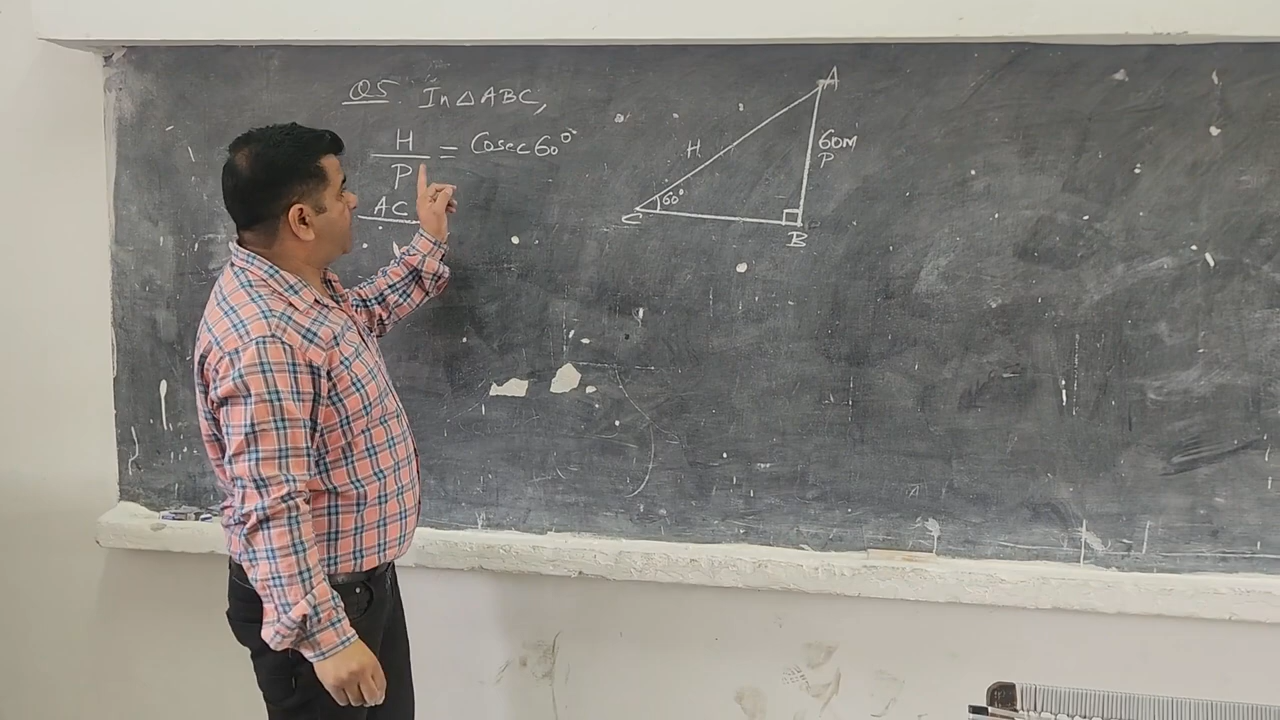 Q5. In △ABC,
H
P
= Cosec 60°
AC
A
H
60M
P
60°
C
B